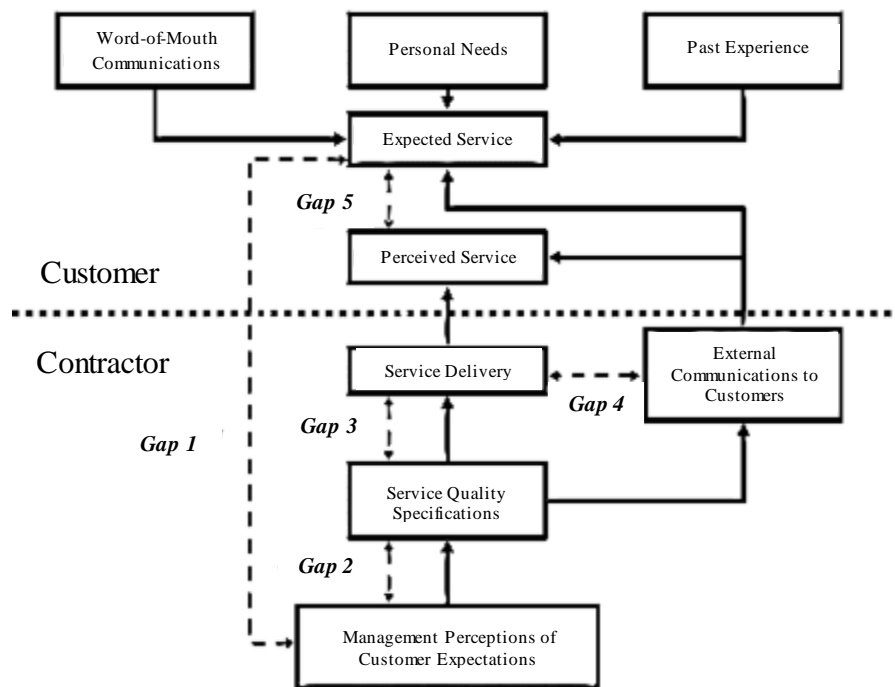 Word-of-Mouth
Communications
Personal Needs
Past Experience
Expected Service
Gap 5
Perceived Service
Customer
Contractor
Service Delivery
External
Communications to
Customers
Gap 4
Gap 3
Gap 1
Service Quality
Specifications
Gap 2
Management Perceptions of
Customer Expectations